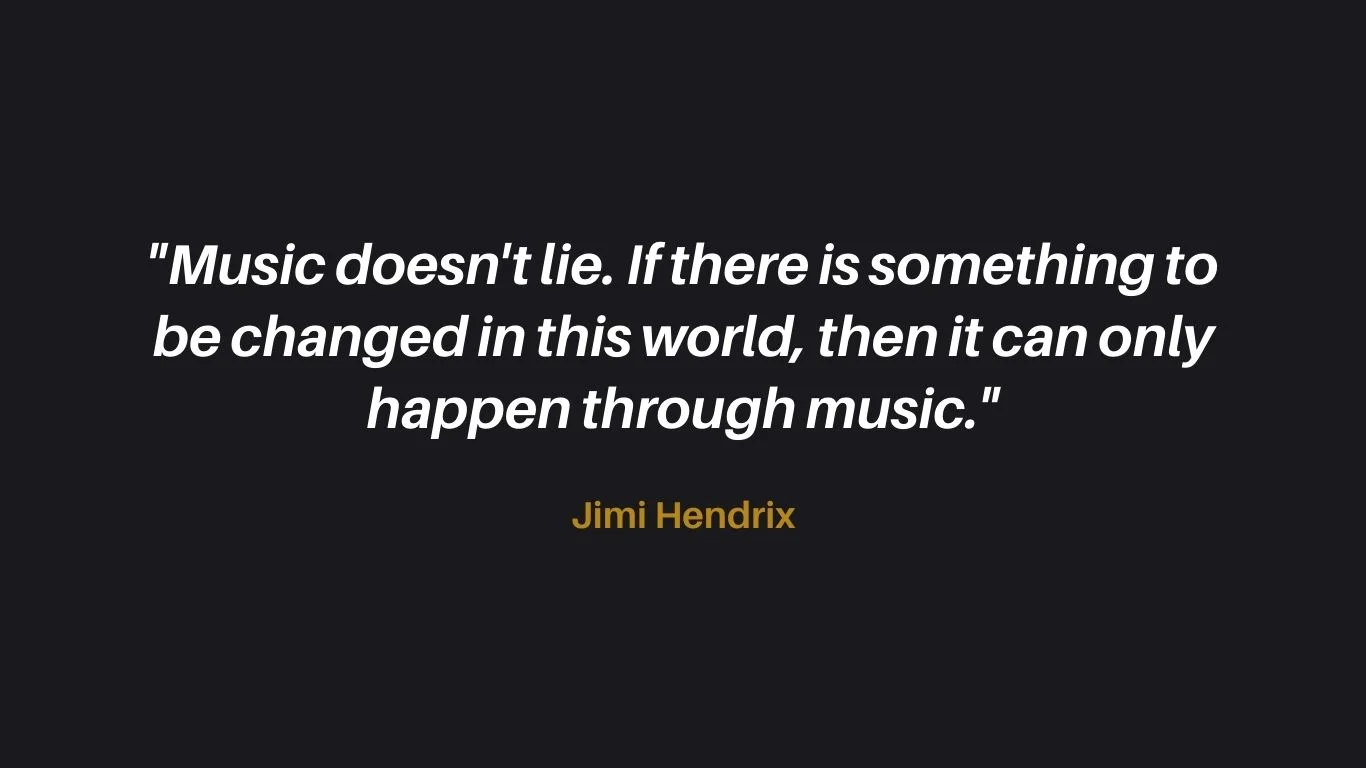 "Music doesn't lie. If there is something to
be changed in this world, then it can only
happen through music."
Jimi Hendrix